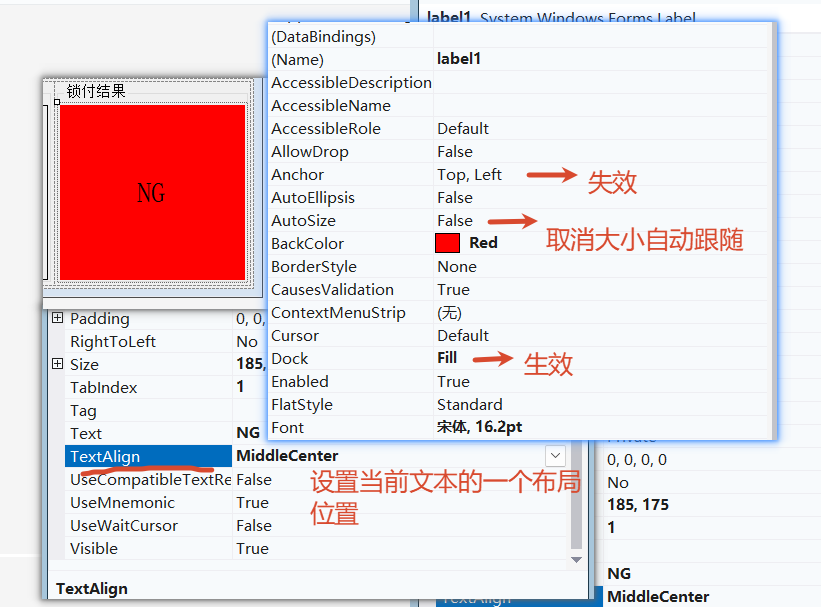 label1 System.Windows.Forms.Label
(DataBindings)
(Name) label1
AccessibleDescription
AccessibleName
AccessibleRole Default
AllowDrop False
Anchor Top, Left 失效
AutoEllipsis False
AutoSize False
取消大小自动跟随
BackColor Red
BorderStyle None
CausesValidation True
ContextMenuStrip (无)
Cursor Default
Dock Fill 生效
Enabled True
FlatStyle Standard
Font 宋体, 16.2pt
锁付结果
NG
Padding 0, 0,
RightToLeft No
Size 185,
TabIndex 1
Tag
Text NG
TextAlign MiddleCenter
UseCompatibleTextRe False
UseMnemonic True
UseWaitCursor False
Visible True
设置当前文本的一个布局
位置
TextAlign
Private
0, 0, 0, 0
No
185, 175
1
NG
TextAlign MiddleCenter